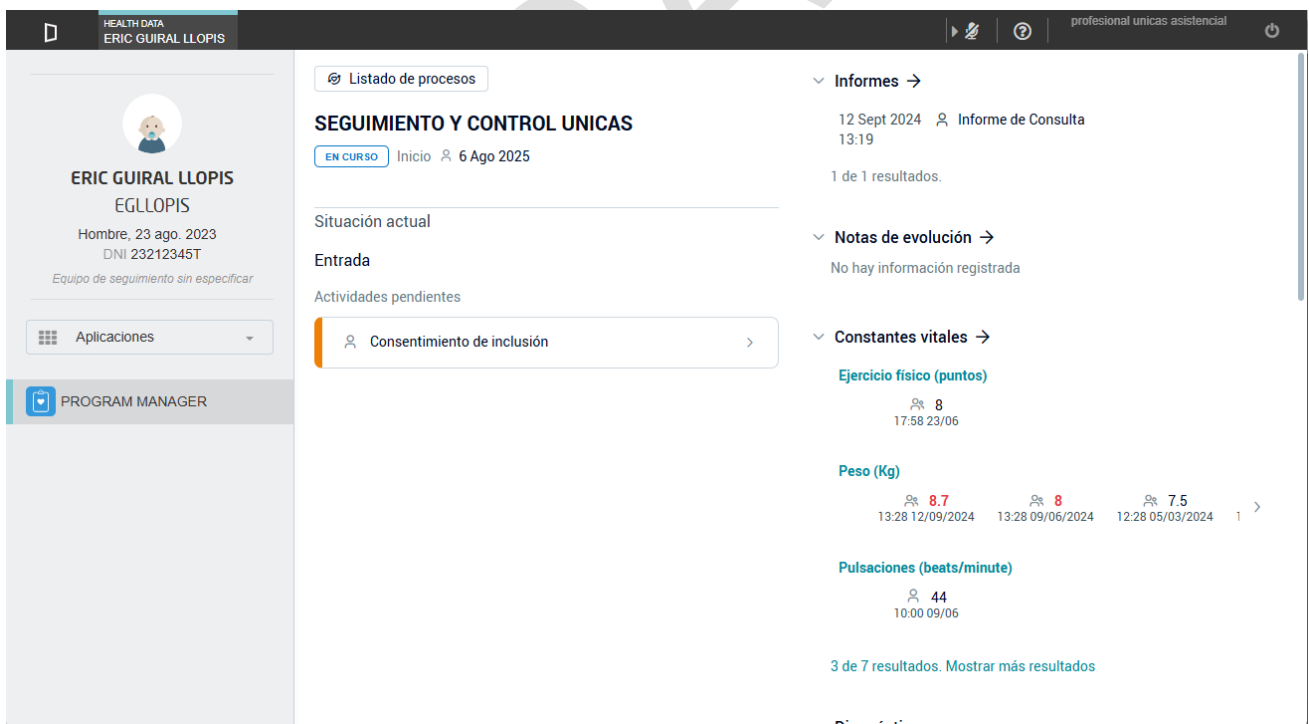 HEALTH DATA
ERIC GUIRAL LLOPIS
profesional unicas asistencial
ERIC GUIRAL LLOPIS
EGLLOPIS
Hombre, 23 ago. 2023
DNI 23212345T
Equipo de seguimiento sin especificar
Aplicaciones
PROGRAM MANAGER
Listado de procesos
SEGUIMIENTO Y CONTROL UNICAS
EN CURSO Inicio 6 Ago 2025
Situación actual
Entrada
Actividades pendientes
Consentimiento de inclusión
Informes
12 Sept 2024 Informe de Consulta
13:19
1 de 1 resultados.
Notas de evolución
No hay información registrada
Constantes vitales
Ejercicio físico (puntos)
8
17:58 23/06
Peso (Kg)
8.7 8 7.5
13:28 12/09/2024 13:28 09/06/2024 12:28 05/03/2024 1
Pulsaciones (beats/minute)
44
10:00 09/06
3 de 7 resultados. Mostrar más resultados